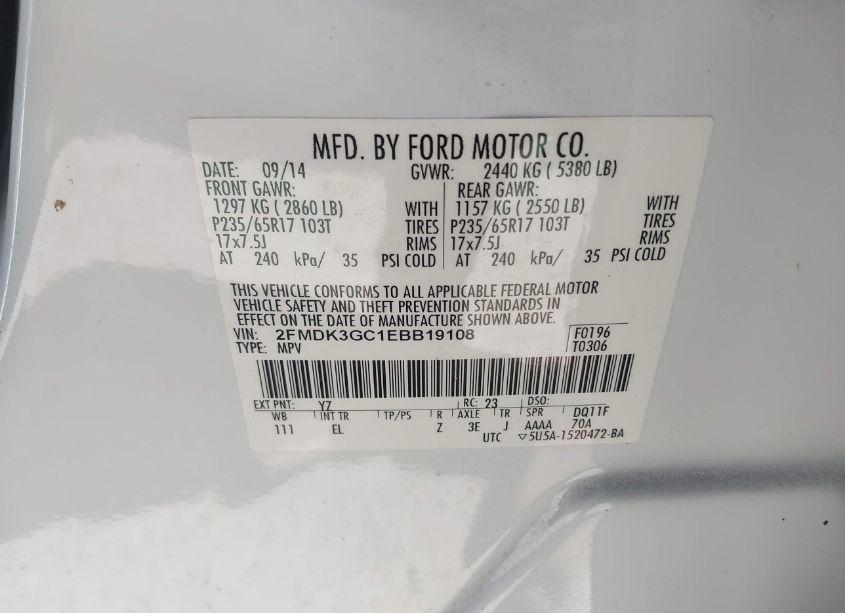 MFD. BY FORD MOTOR CO.
DATE: 09/14 GVWR: 2440 KG ( 5380 LB)
FRONT GAWR: REAR GAWR:
1297 KG ( 2860 LB) WITH 1157 KG ( 2550 LB) WITH
P235/65R17 103T TIRES P235/65R17 103T TIRES
17x7.5J RIMS 17x7.5J RIMS
AT 240 kPa/ 35 PSI COLD AT 240 kPa/ 35 PSI COLD
THIS VEHICLE CONFORMS TO ALL APPLICABLE FEDERAL MOTOR
VEHICLE SAFETY AND THEFT PREVENTION STANDARDS IN
EFFECT ON THE DATE OF MANUFACTURE SHOWN ABOVE.
VIN: 2FMDK3GC1EBB19108 F0196
TYPE: MPV T0306
EXT PNT: YZ RC: 23 DSO:
WB INT TR TP/PS R AXLE TR SPR DQ11F
111 EL Z 3E J AAAA 70A
UTC ▽5U5A-1520472-BA